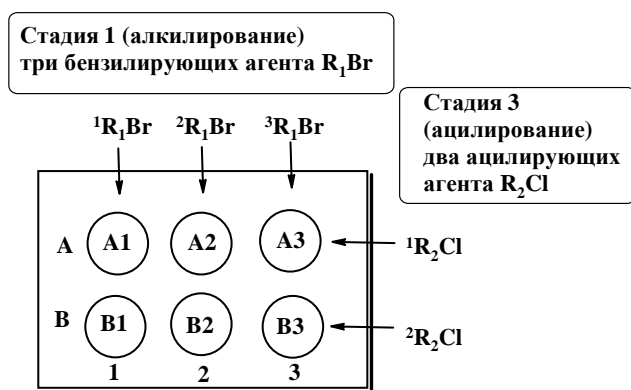 Стадия 1 (алкилирование)
три бензилирующих агента R₁Br
¹R₁Br ²R₁Br ³R₁Br
Стадия 3
(ацилирование)
два ацилирующих
агента R₂Cl
A A1 A2 A3 ¹R₂Cl
B B1 B2 B3 ²R₂Cl
1 2 3